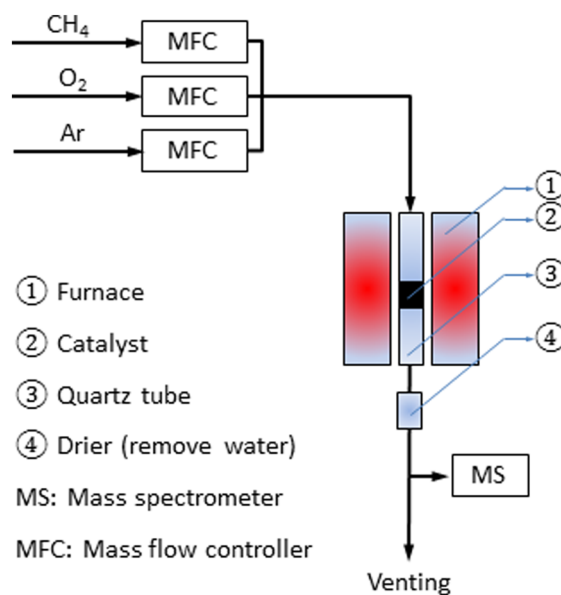 CH₄
MFC
O₂
MFC
Ar
MFC
①
②
③
④
① Furnace
② Catalyst
③ Quartz tube
④ Drier (remove water)
MS: Mass spectrometer
MFC: Mass flow controller
MS
Venting